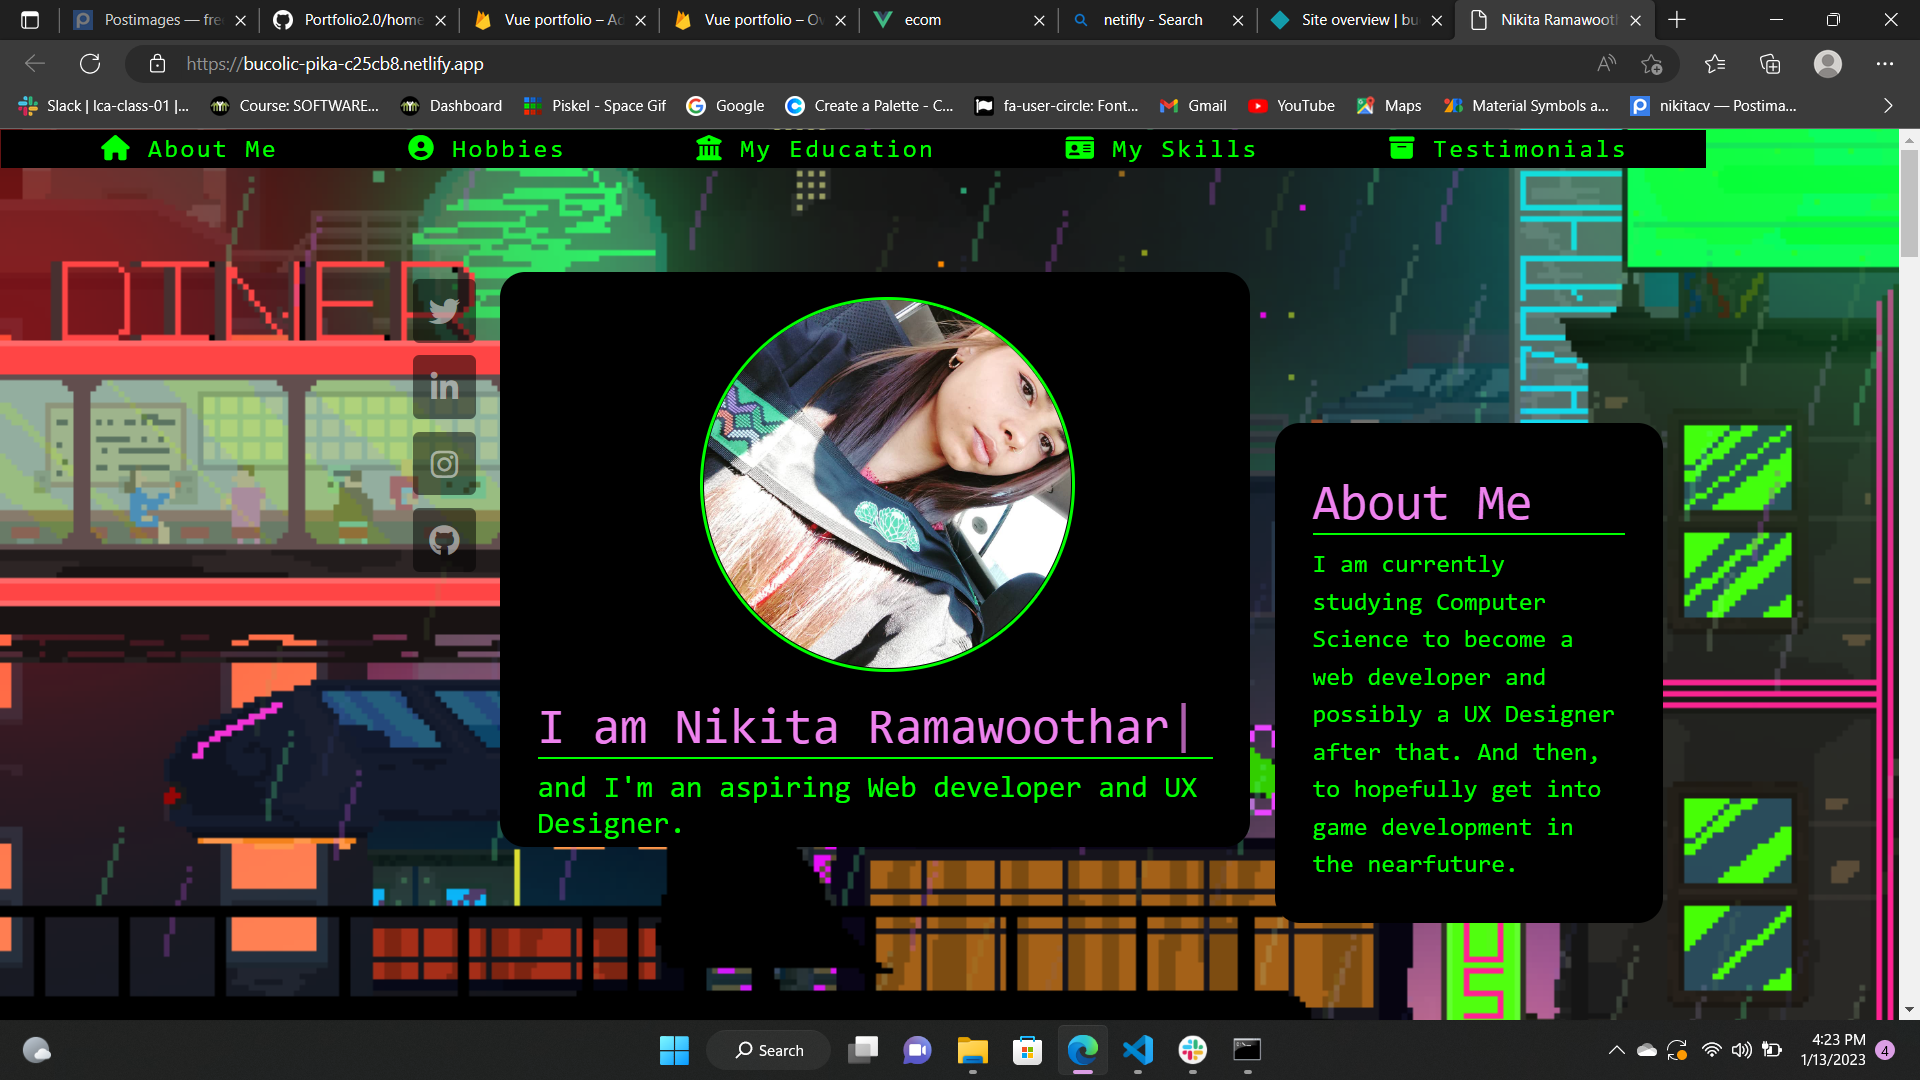 Postimages — fre
Portfolio2.0/home
Vue portfolio – Ac
Vue portfolio – Ov
ecom
netifly - Search
Site overview | bu
Nikita Ramawooth
https://bucolic-pika-c25cb8.netlify.app
Slack | lca-class-01 |...
Course: SOFTWARE...
Dashboard
Piskel - Space Gif
Google
Create a Palette - C...
fa-user-circle: Font...
Gmail
YouTube
Maps
Material Symbols a...
nikitacv — Postima...
About Me
Hobbies
My Education
My Skills
Testimonials
DINER
About Me
I am currently
studying Computer
Science to become a
web developer and
possibly a UX Designer
after that. And then,
to hopefully get into
game development in
the nearfuture.
I am Nikita Ramawoothar|
and I'm an aspiring Web developer and UX
Designer.
Search
4:23 PM
1/13/2023
4